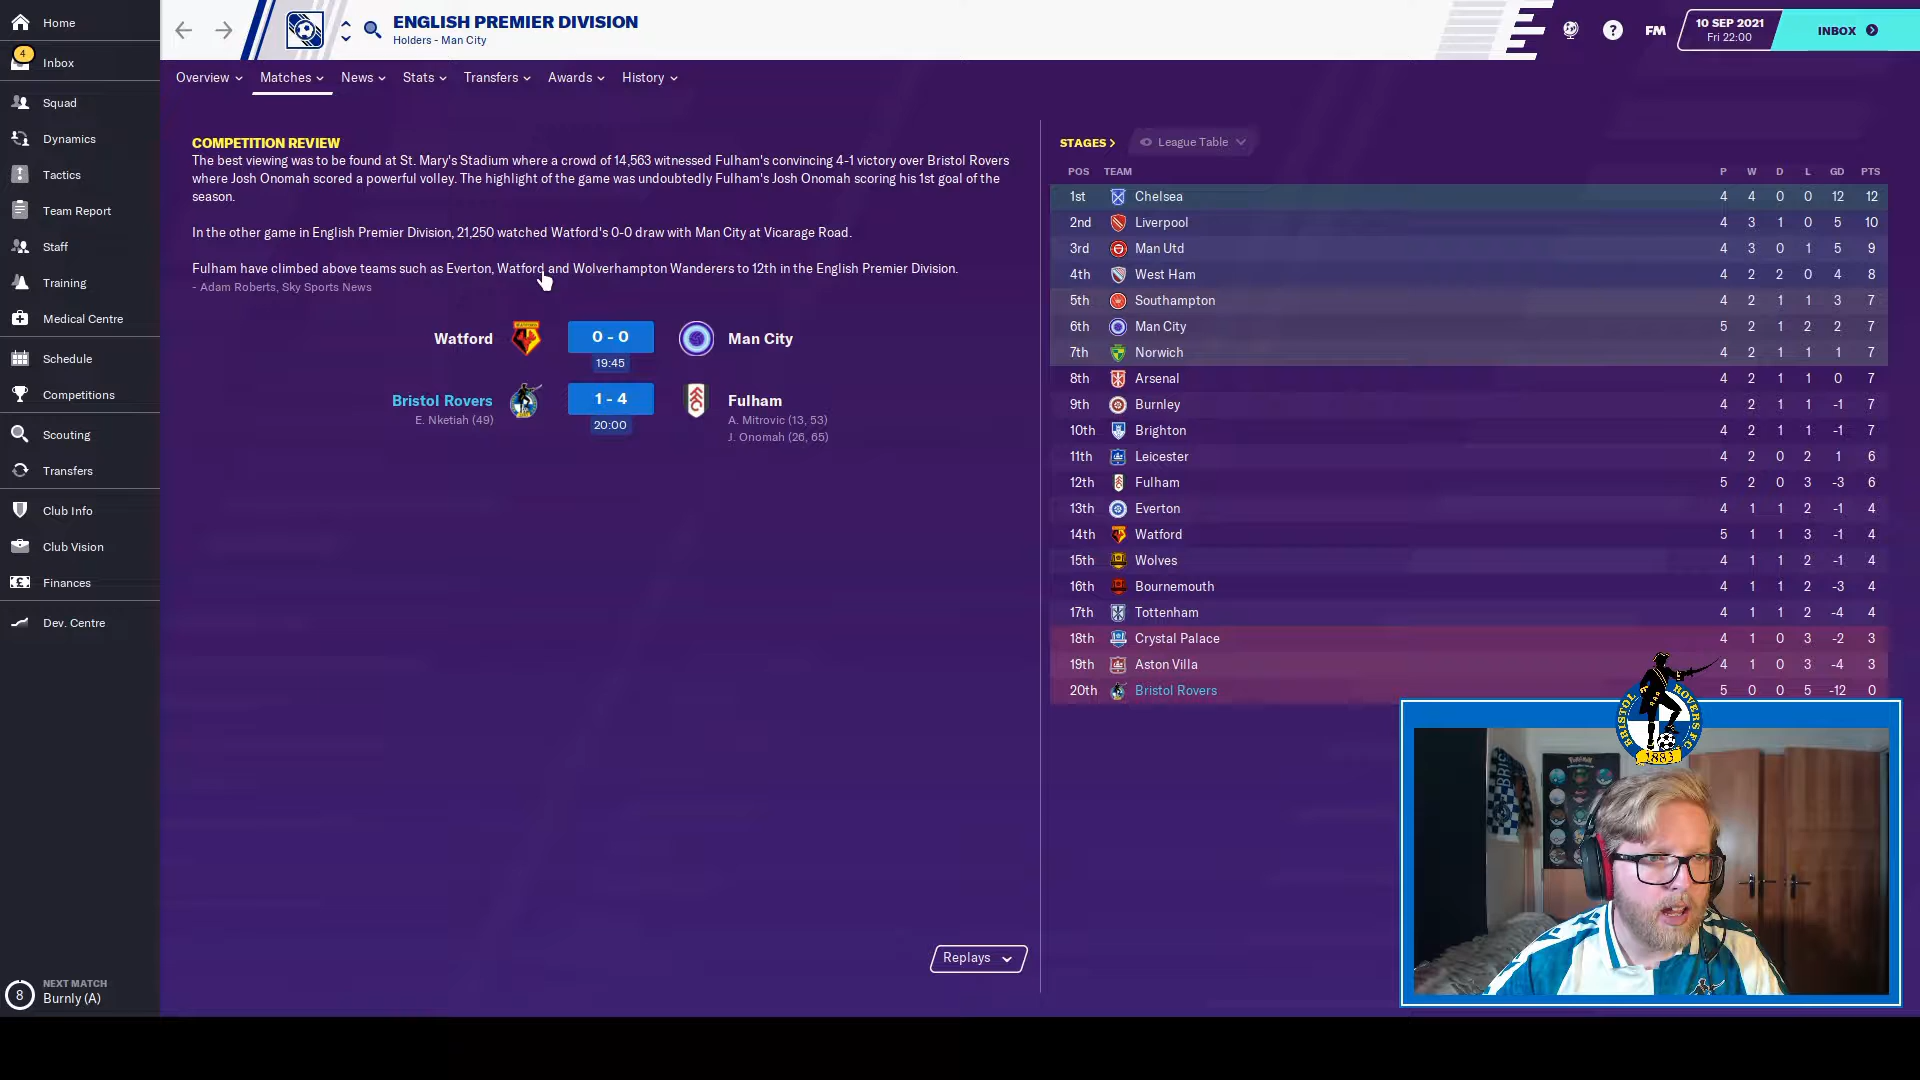 Home
4
Inbox
Squad
Dynamics
Tactics
Team Report
Staff
Training
Medical Centre
Schedule
Competitions
Scouting
Transfers
Club Info
Club Vision
Finances
Dev. Centre
8
NEXT MATCH
Burnly (A)
ENGLISH PREMIER DIVISION
Holders - Man City
?
FM
10 SEP 2021
Fri 22:00
INBOX
Overview Matches News Stats Transfers Awards History
COMPETITION REVIEW
The best viewing was to be found at St. Mary's Stadium where a crowd of 14,563 witnessed Fulham's convincing 4-1 victory over Bristol Rovers
where Josh Onomah scored a powerful volley. The highlight of the game was undoubtedly Fulham's Josh Onomah scoring his 1st goal of the
season.
In the other game in English Premier Division, 21,250 watched Watford's 0-0 draw with Man City at Vicarage Road.
Fulham have climbed above teams such as Everton, Watford and Wolverhampton Wanderers to 12th in the English Premier Division.
- Adam Roberts, Sky Sports News
Watford 0 - 0 Man City
19:45
Bristol Rovers 1 - 4 Fulham
E. Nketiah (49) A. Mitrovic (13, 53)
20:00
J. Onomah (26, 65)
Replays
STAGES > League Table
POS TEAM P W D L GD PTS
1st Chelsea 4 4 0 0 12 12
2nd Liverpool 4 3 1 0 5 10
3rd Man Utd 4 3 0 1 5 9
4th West Ham 4 2 2 0 4 8
5th Southampton 4 2 1 1 3 7
6th Man City 5 2 1 2 2 7
7th Norwich 4 2 1 1 1 7
8th Arsenal 4 2 1 1 0 7
9th Burnley 4 2 1 1 -1 7
10th Brighton 4 2 1 1 -1 7
11th Leicester 4 2 0 2 1 6
12th Fulham 5 2 0 3 -3 6
13th Everton 4 1 1 2 -1 4
14th Watford 5 1 1 3 -1 4
15th Wolves 4 1 1 2 -1 4
16th Bournemouth 4 1 1 2 -3 4
17th Tottenham 4 1 1 2 -4 4
18th Crystal Palace 4 1 0 3 -2 3
19th Aston Villa 4 1 0 3 -4 3
20th Bristol Rovers 5 0 0 5 -12 0
BRISTOL ROVERS F.C.
1883